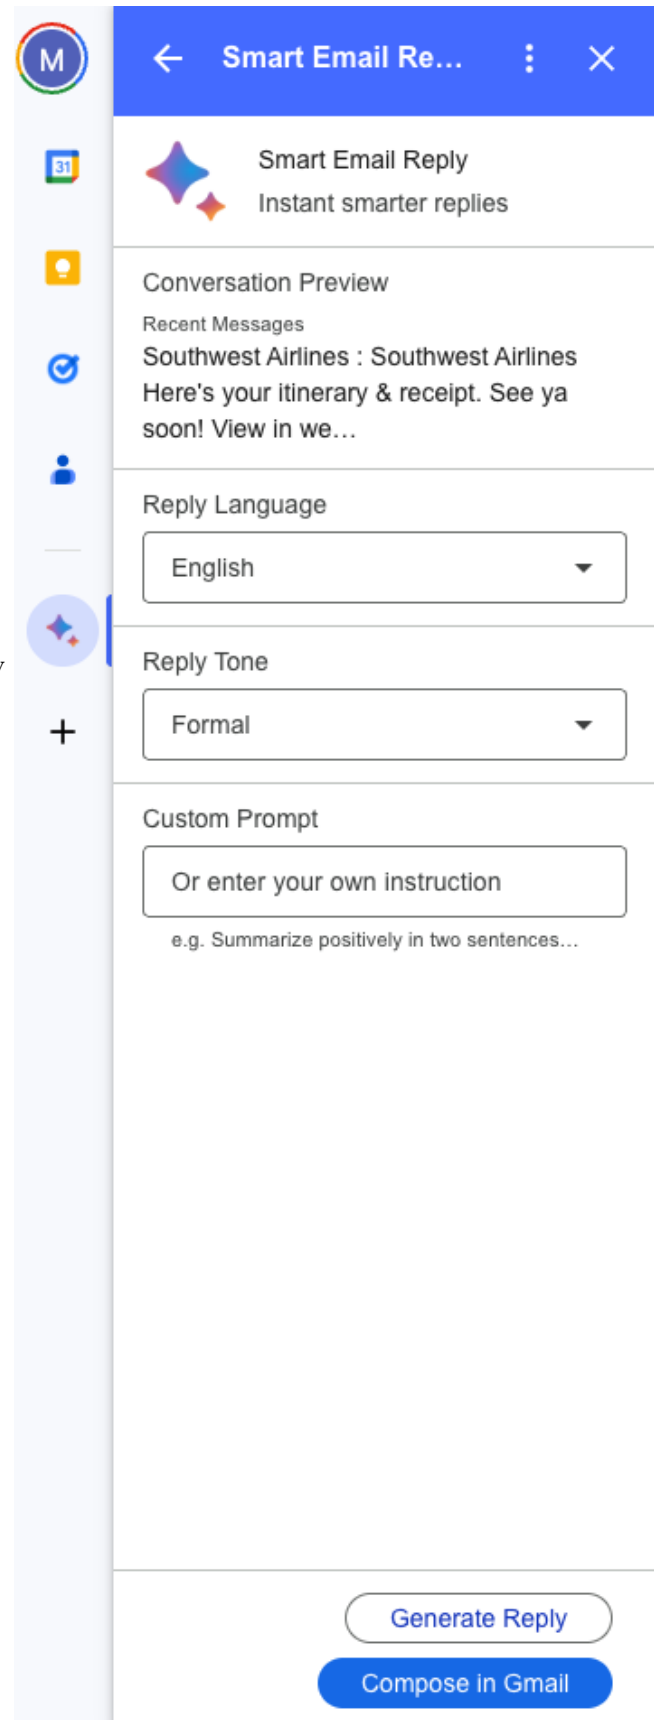 M
Smart Email Re...
31
Smart Email Reply
Instant smarter replies
Conversation Preview
Recent Messages
Southwest Airlines : Southwest Airlines
Here's your itinerary & receipt. See ya
soon! View in we...
Reply Language
English
Reply Tone
y
Formal
Custom Prompt
Or enter your own instruction
e.g. Summarize positively in two sentences...
Generate Reply
Compose in Gmail